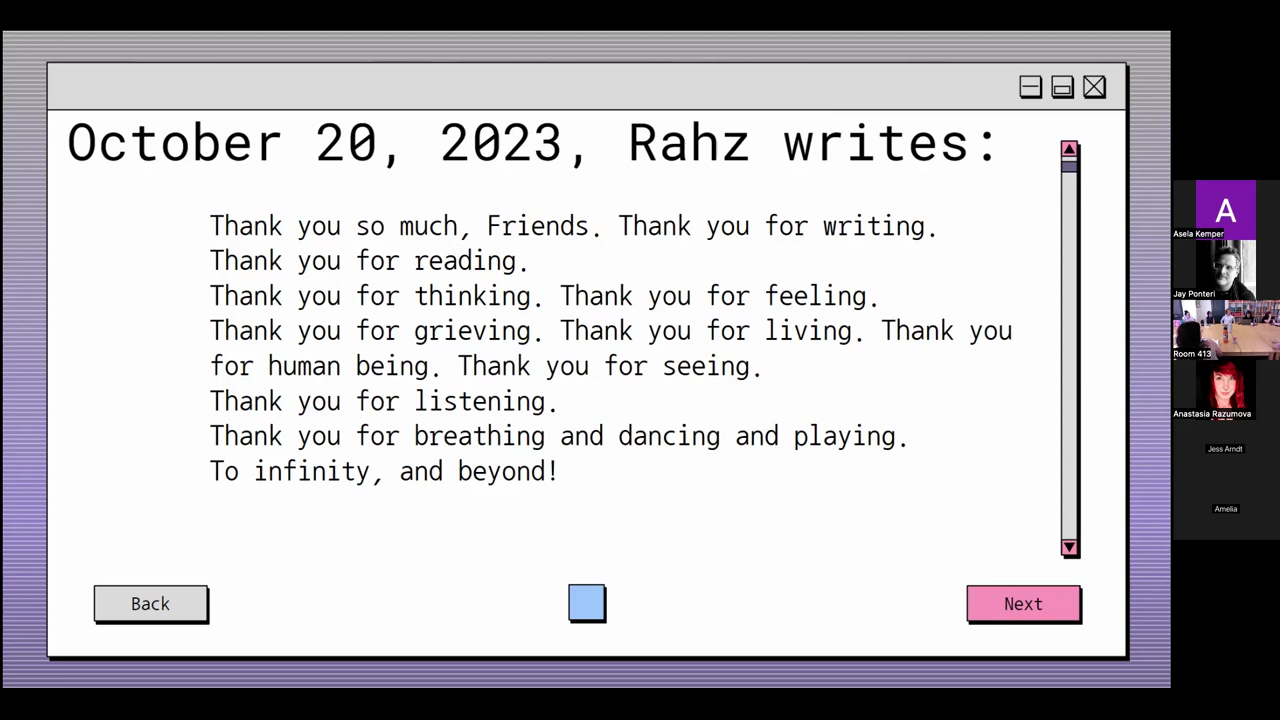 October 20, 2023, Rahz writes:
Thank you so much, Friends. Thank you for writing.
Thank you for reading.
Thank you for thinking. Thank you for feeling.
Thank you for grieving. Thank you for living. Thank you
for human being. Thank you for seeing.
Thank you for listening.
Thank you for breathing and dancing and playing.
To infinity, and beyond!
Back
Next
A
Asela Kemper
Jay Ponteri
Room 413
Anastasia Razumova
Jess Arndt
Amelia